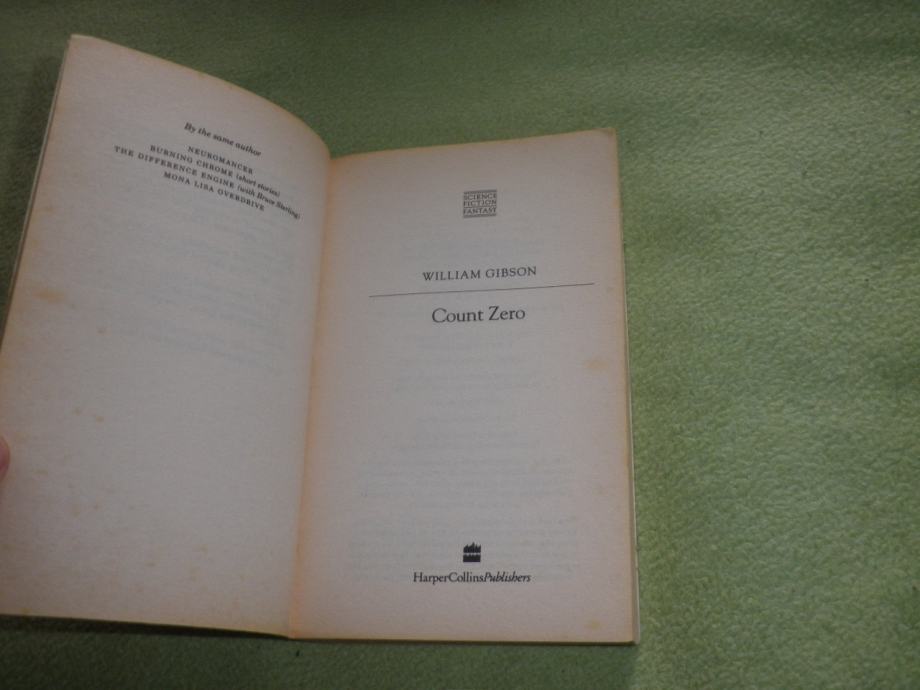 By the same author
NEUROMANCER
BURNING CHROME (short stories)
THE DIFFERENCE ENGINE (with Bruce Sterling)
MONA LISA OVERDRIVE
SCIENCE
FICTION
FANTASY
WILLIAM GIBSON
Count Zero
HarperCollinsPublishers